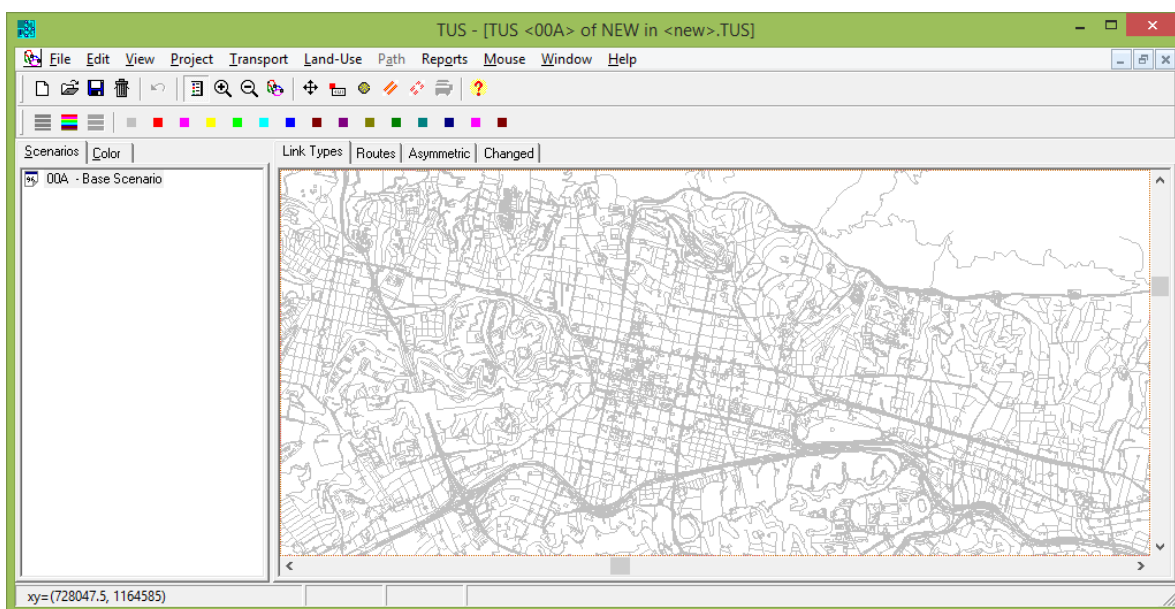 TUS - [TUS <00A> of NEW in <new>.TUS]
File Edit View Project Transport Land-Use Path Reports Mouse Window Help
Scenarios Color Link Types Routes Asymmetric Changed
00A - Base Scenario
xy=(728047.5, 1164585)